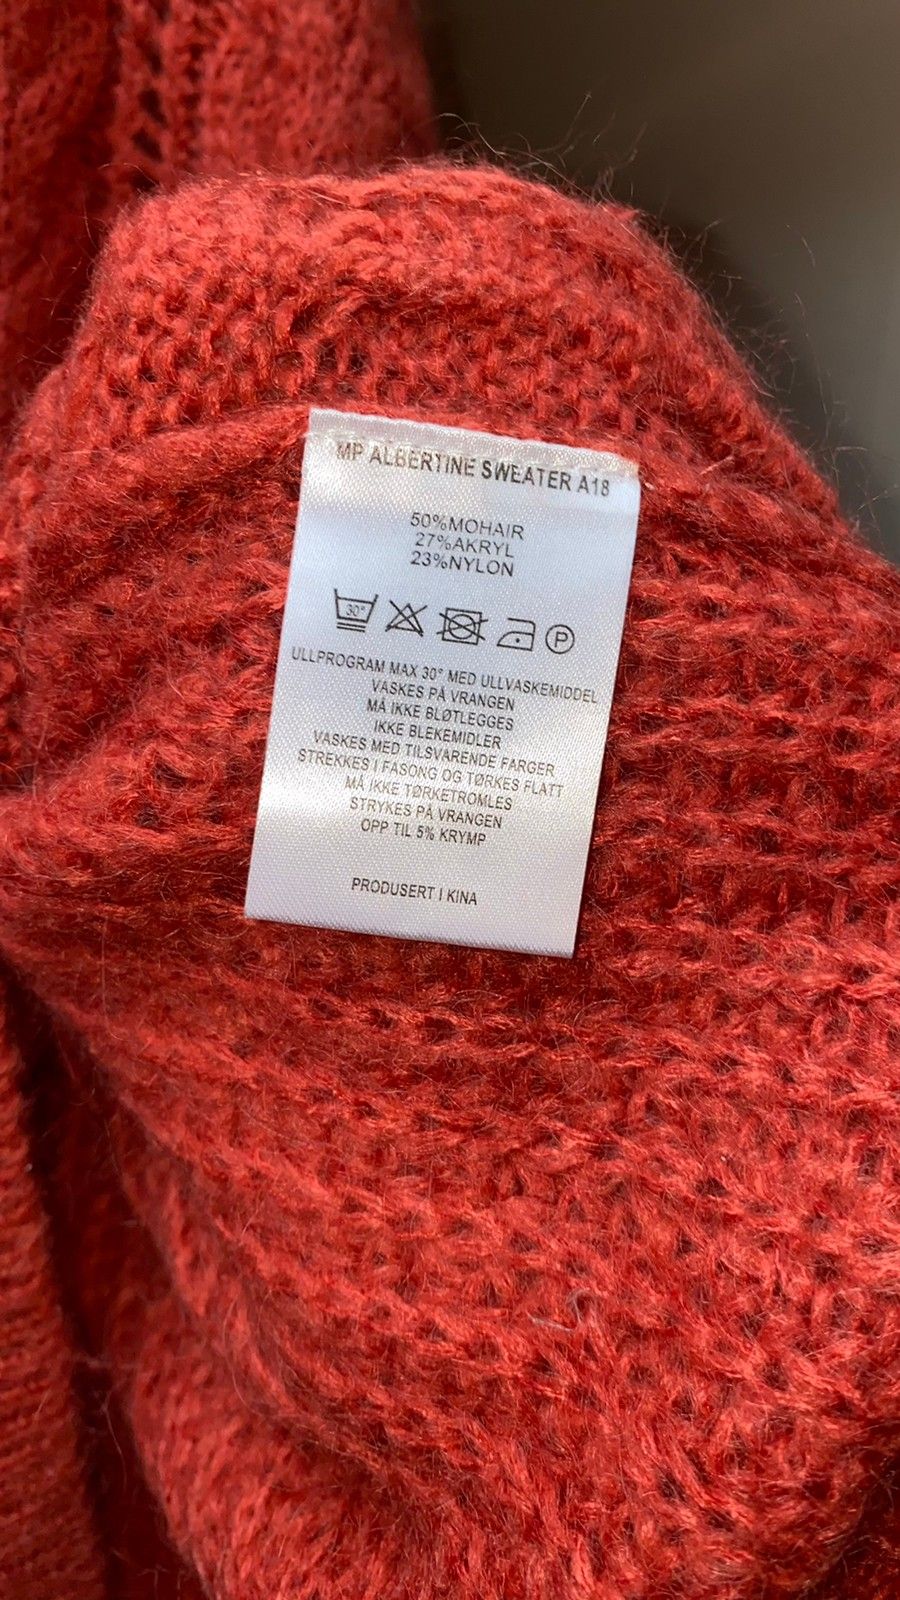 MP ALBERTINE SWEATER A18
50%MOHAIR
27%AKRYL
23%NYLON
30°
P
ULLPROGRAM MAX 30° MED ULLVASKEMIDDEL
VASKES PÅ VRANGEN
MÅ IKKE BLØTLEGGES
IKKE BLEKEMIDLER
VASKES MED TILSVARENDE FARGER
STREKKES I FASONG OG TØRKES FLATT
MÅ IKKE TØRKETROMLES
STRYKES PÅ VRANGEN
OPP TIL 5% KRYMP
PRODUSERT I KINA